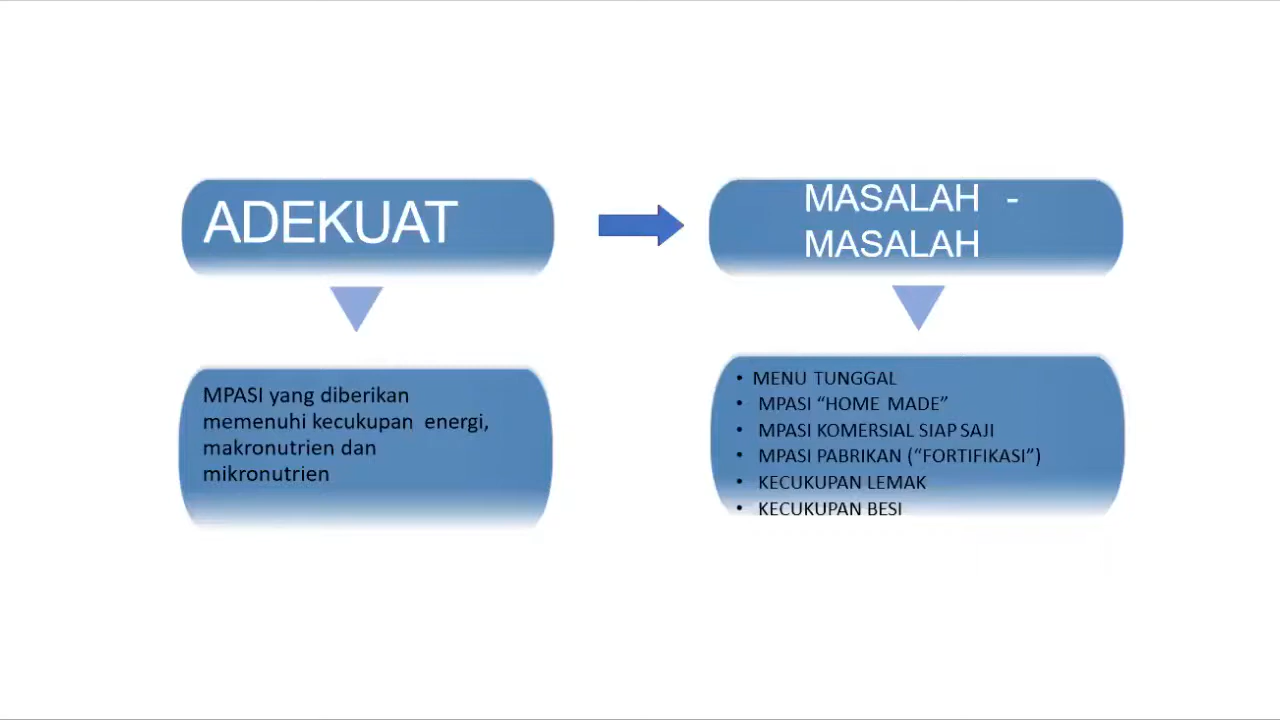 ADEKUAT
MPASI yang diberikan
memenuhi kecukupan energi,
makronutrien dan
mikronutrien
MASALAH -
MASALAH
• MENU TUNGGAL
• MPASI “HOME MADE”
• MPASI KOMERSIAL SIAP SAJI
• MPASI PABRIKAN (“FORTIFIKASI”)
• KECUKUPAN LEMAK
• KECUKUPAN BESI